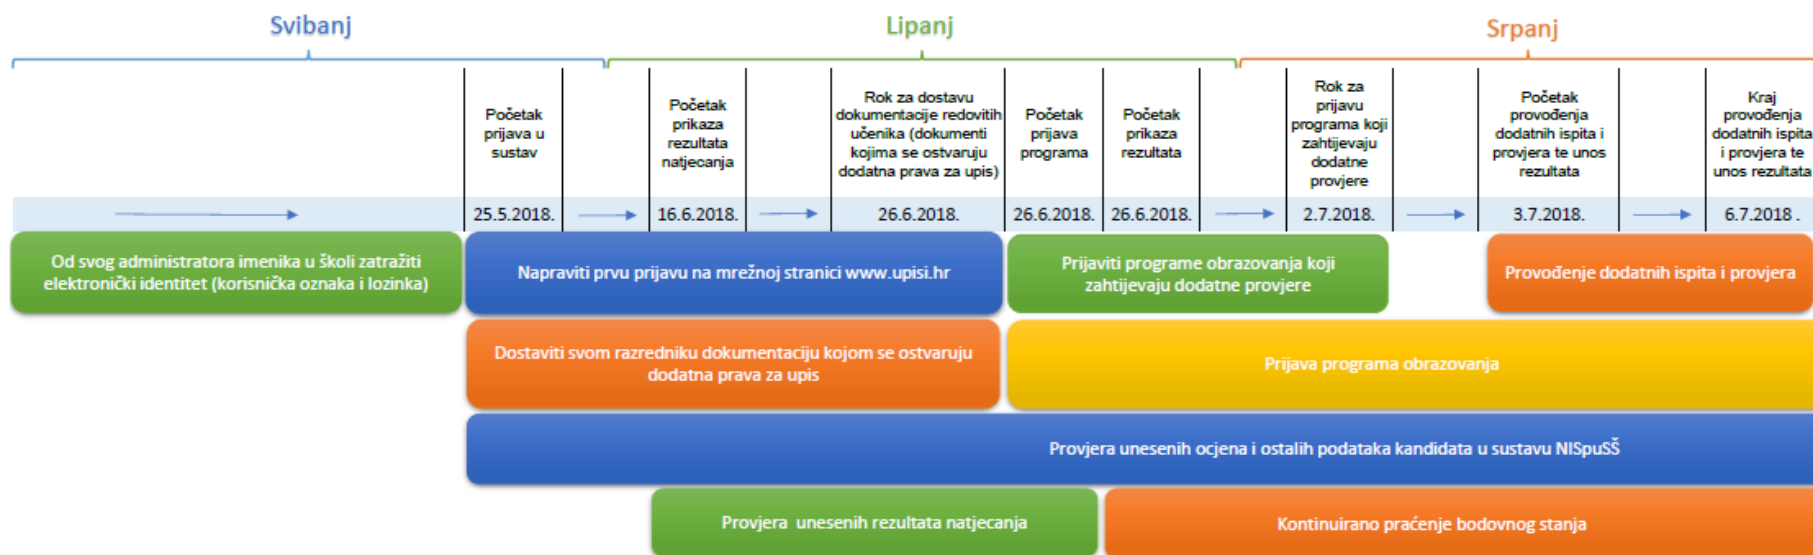 Svibanj
Lipanj
Srpanj
Početak
prijava u
sustav
Početak
prikaza
rezultata
natjecanja
Rok za dostavu
dokumentacije redovitih
učenika (dokumenti
kojima se ostvaruju
dodatna prava za upis)
Početak
prijava
programa
Početak
prikaza
rezultata
Rok za
prijavu
programa koji
zahtijevaju
dodatne
provjere
Početak
provođenja
dodatnih ispita i
provjera te unos
rezultata
Kraj
provođenja
dodatnih ispita
i provjera te
unos rezultata
25.5.2018.
16.6.2018.
26.6.2018.
26.6.2018.
26.6.2018.
2.7.2018.
3.7.2018.
6.7.2018 .
Od svog administratora imenika u školi zatražiti
elektronički identitet (korisnička oznaka i lozinka)
Napraviti prvu prijavu na mrežnoj stranici www.upisi.hr
Prijaviti programe obrazovanja koji
zahtijevaju dodatne provjere
Provođenje dodatnih ispita i provjera
Dostaviti svom razredniku dokumentaciju kojom se ostvaruju
dodatna prava za upis
Prijava programa obrazovanja
Provjera unesenih ocjena i ostalih podataka kandidata u sustavu NISpuSŠ
Provjera  unesenih rezultata natjecanja
Kontinuirano praćenje bodovnog stanja